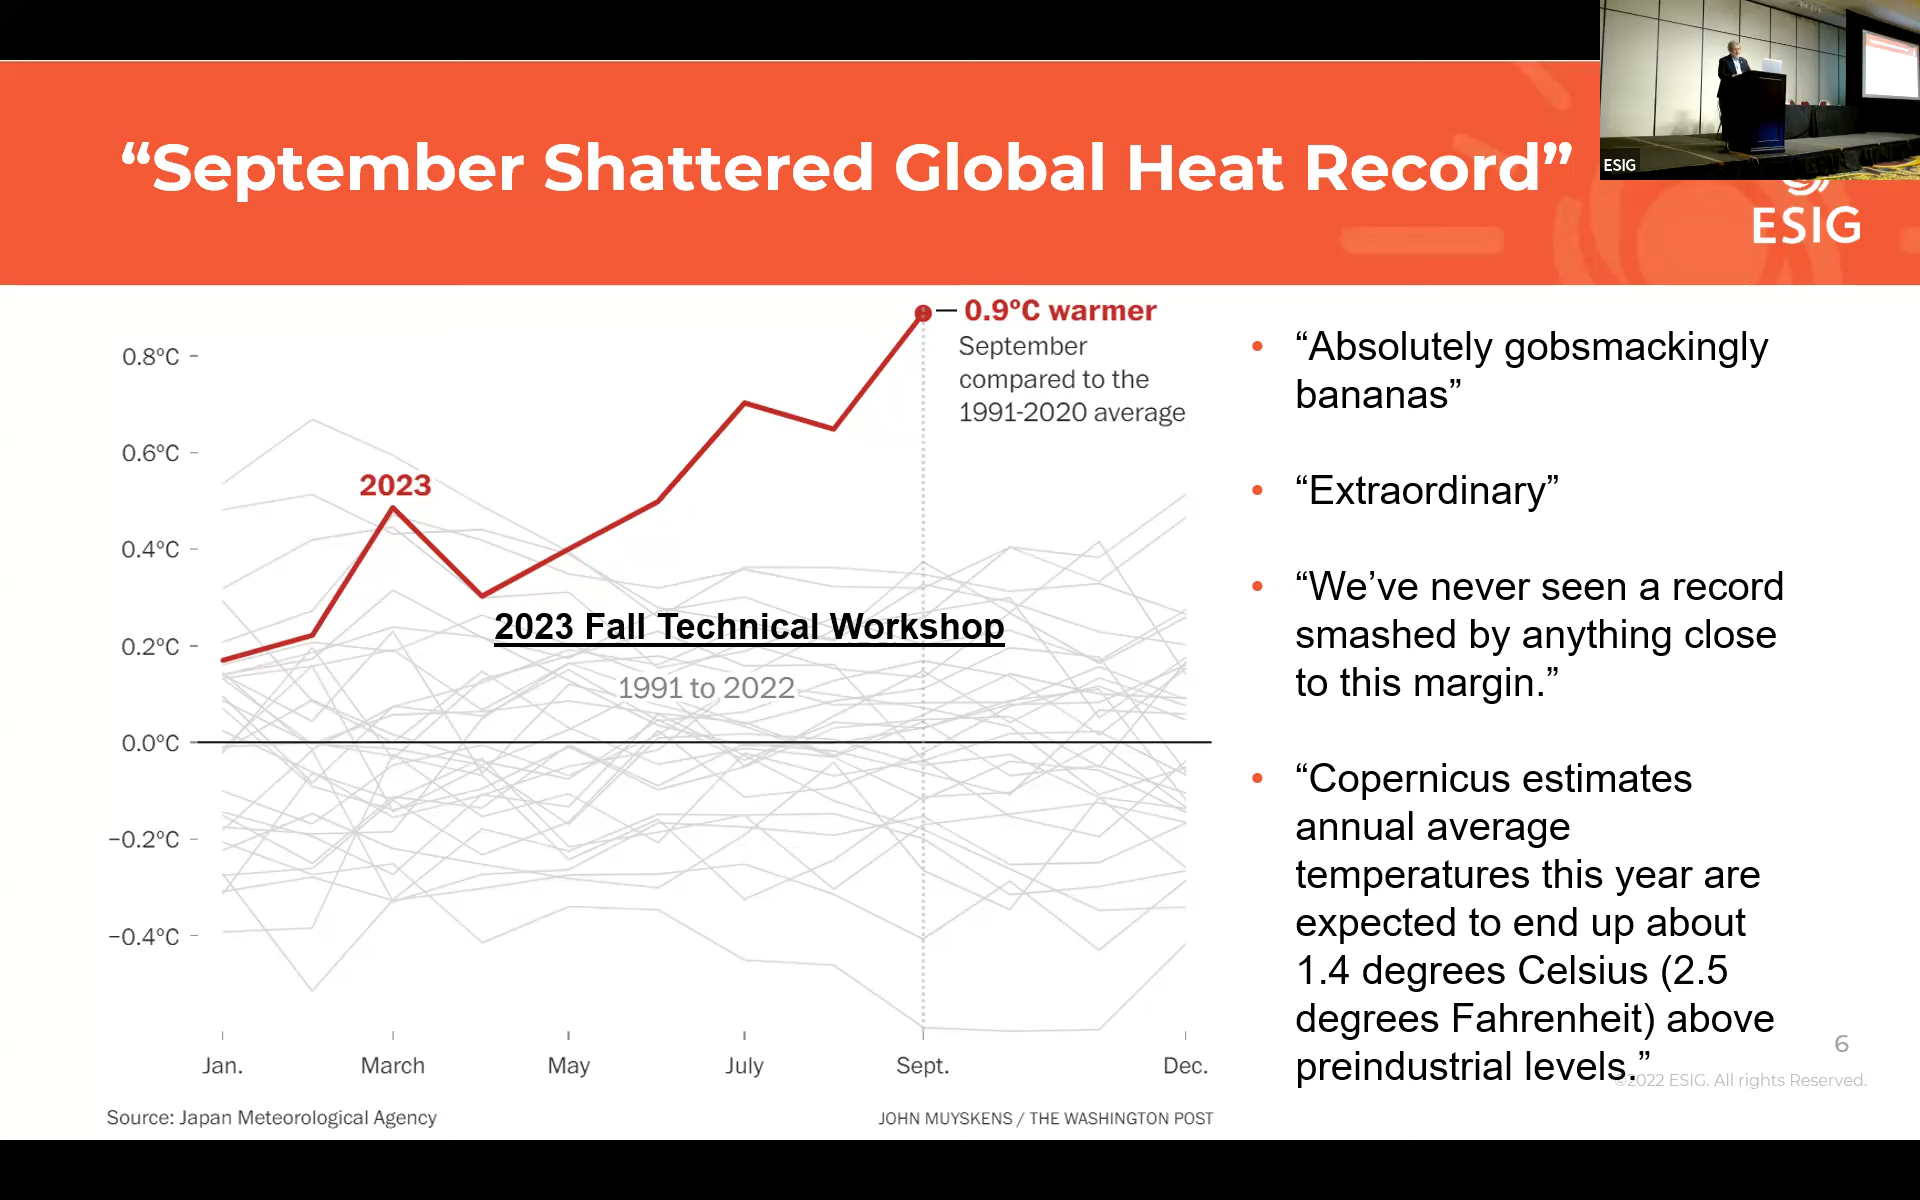 ESIG
“September Shattered Global Heat Record”
ESIG
0.9°C warmer
September
compared to the
1991-2020 average
0.8°C
0.6°C
0.4°C
0.2°C
0.0°C
−0.2°C
−0.4°C
2023
2023 Fall Technical Workshop
1991 to 2022
Jan.
March
May
July
Sept.
Dec.
Source: Japan Meteorological Agency
JOHN MUYSKENS / THE WASHINGTON POST
• “Absolutely gobsmackingly
bananas”
• “Extraordinary”
• “We’ve never seen a record
smashed by anything close
to this margin.”
• “Copernicus estimates
annual average
temperatures this year are
expected to end up about
1.4 degrees Celsius (2.5
degrees Fahrenheit) above
preindustrial levels.”
6
©2022 ESIG. All rights Reserved.